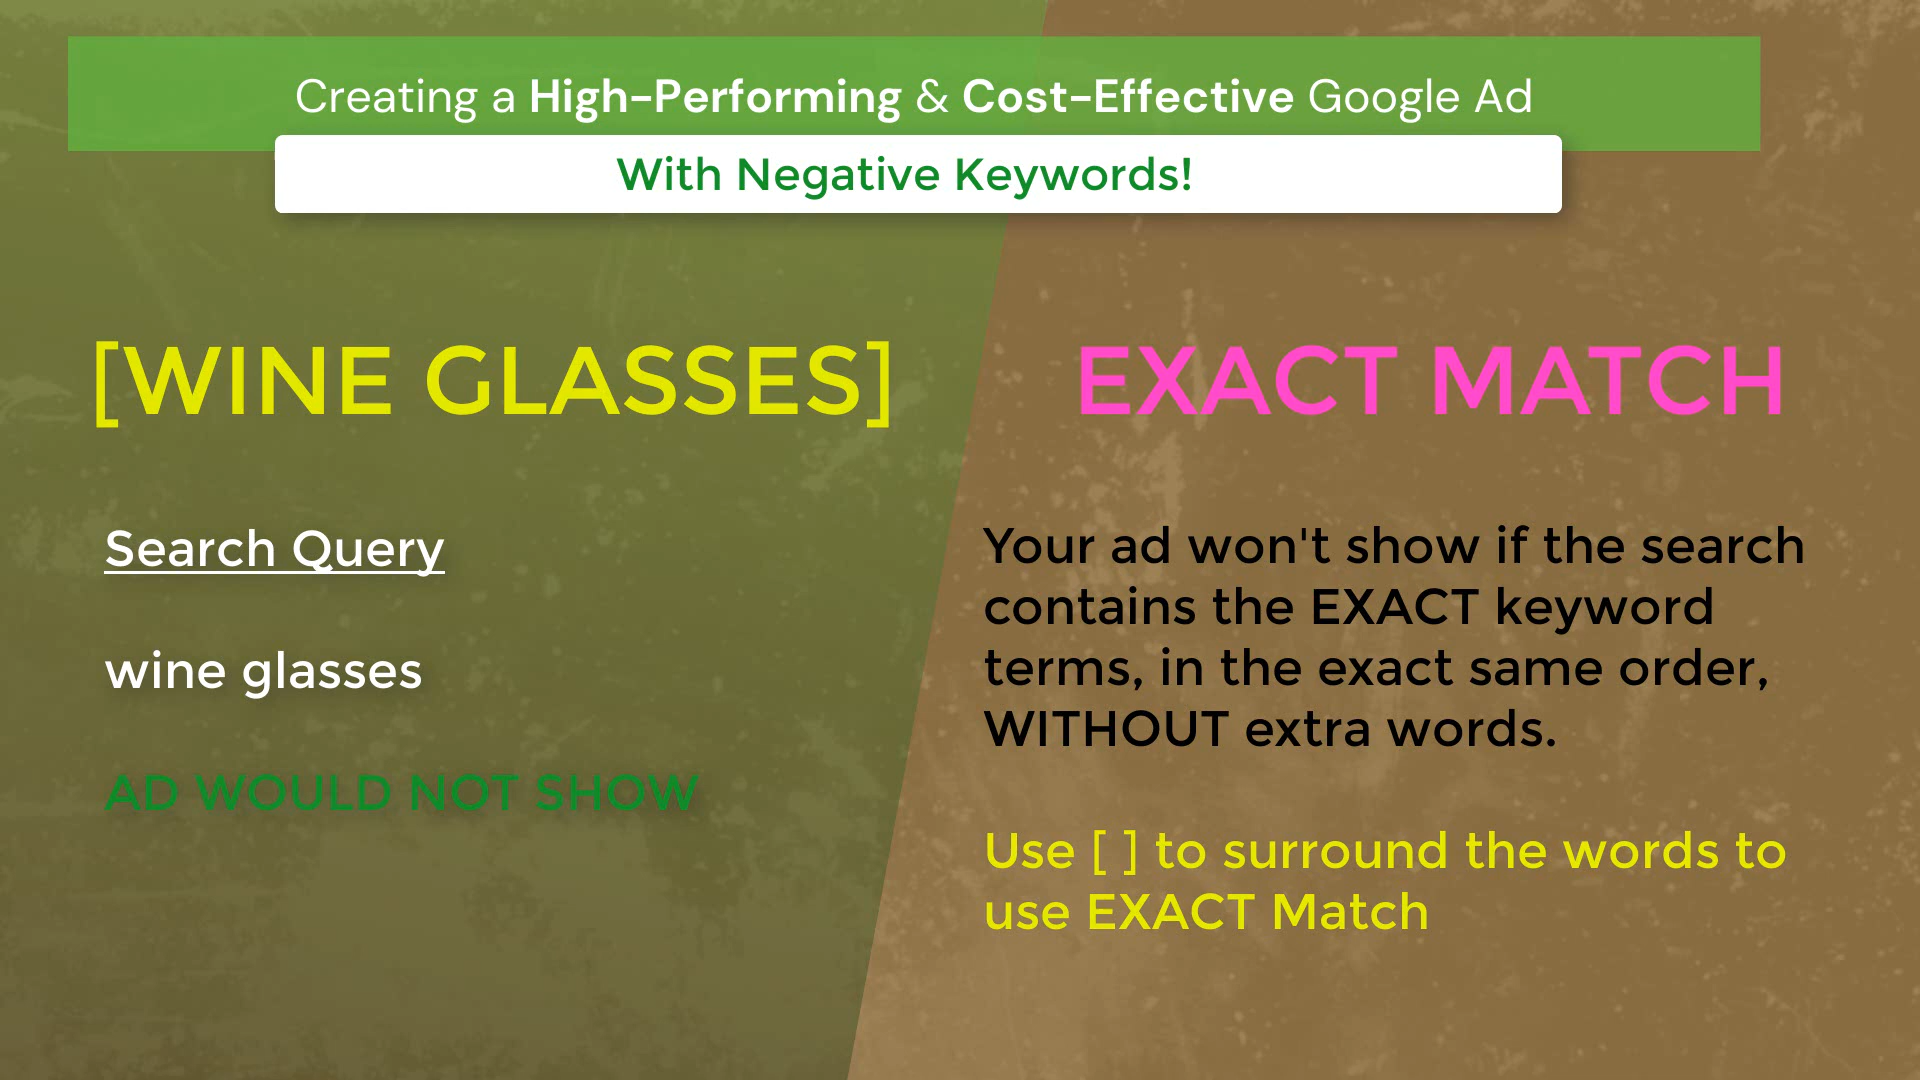 Creating a High-Performing & Cost-Effective Google Ad
With Negative Keywords!
[WINE GLASSES]
Search Query
wine glasses
AD WOULD NOT SHOW
EXACT MATCH
Your ad won't show if the search
contains the EXACT keyword
terms, in the exact same order,
WITHOUT extra words.
Use [ ] to surround the words to
use EXACT Match